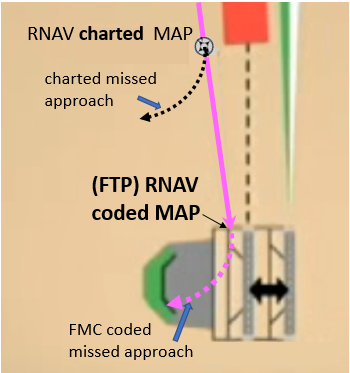 RNAV charted MAP
charted missed
approach
(FTP) RNAV
coded MAP
FMC coded
missed approach